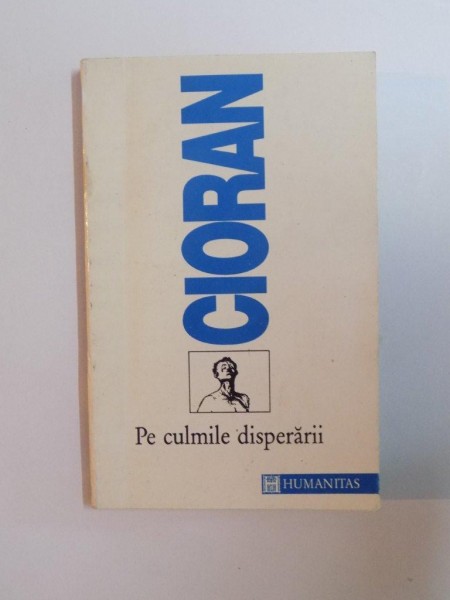 CIORAN
Pe culmile disperării
HUMANITAS